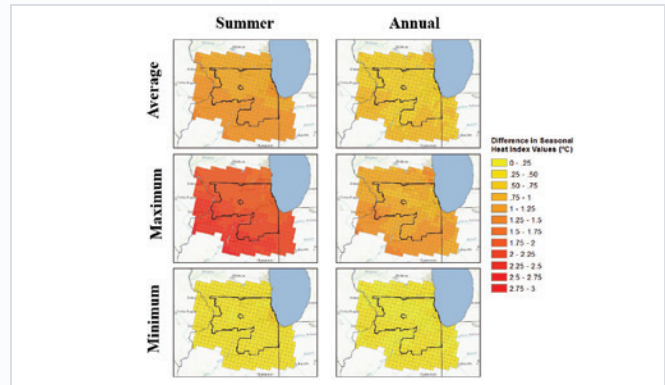 Summer
Annual
Average
Maximum
Minimum
Difference in Seasonal
Heat Index Values (°C)
0 - .25
.25 - .50
.50 - .75
.75 - 1
1 - 1.25
1.25 - 1.5
1.5 - 1.75
1.75 - 2
2 - 2.25
2.25 - 2.5
2.5 - 2.75
2.75 - 3